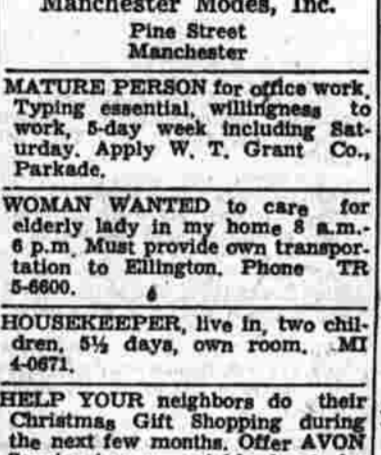 Manchester Modes, Inc.
Pine Street
Manchester
MATURE PERSON for office work.
Typing essential, willingness to
work, 5-day week including Sat-
urday. Apply W. T. Grant Co.,
Parkade.
WOMAN WANTED to care for
elderly lady in my home 8 a.m.-
6 p.m. Must provide own transpor-
tation to Ellington. Phone TR
5-6600.
HOUSEKEEPER, live in, two chil-
dren, 5½ days, own room. MI
4-0671.
HELP YOUR neighbors do their
Christmas Gift Shopping during
the next few months. Offer AVON